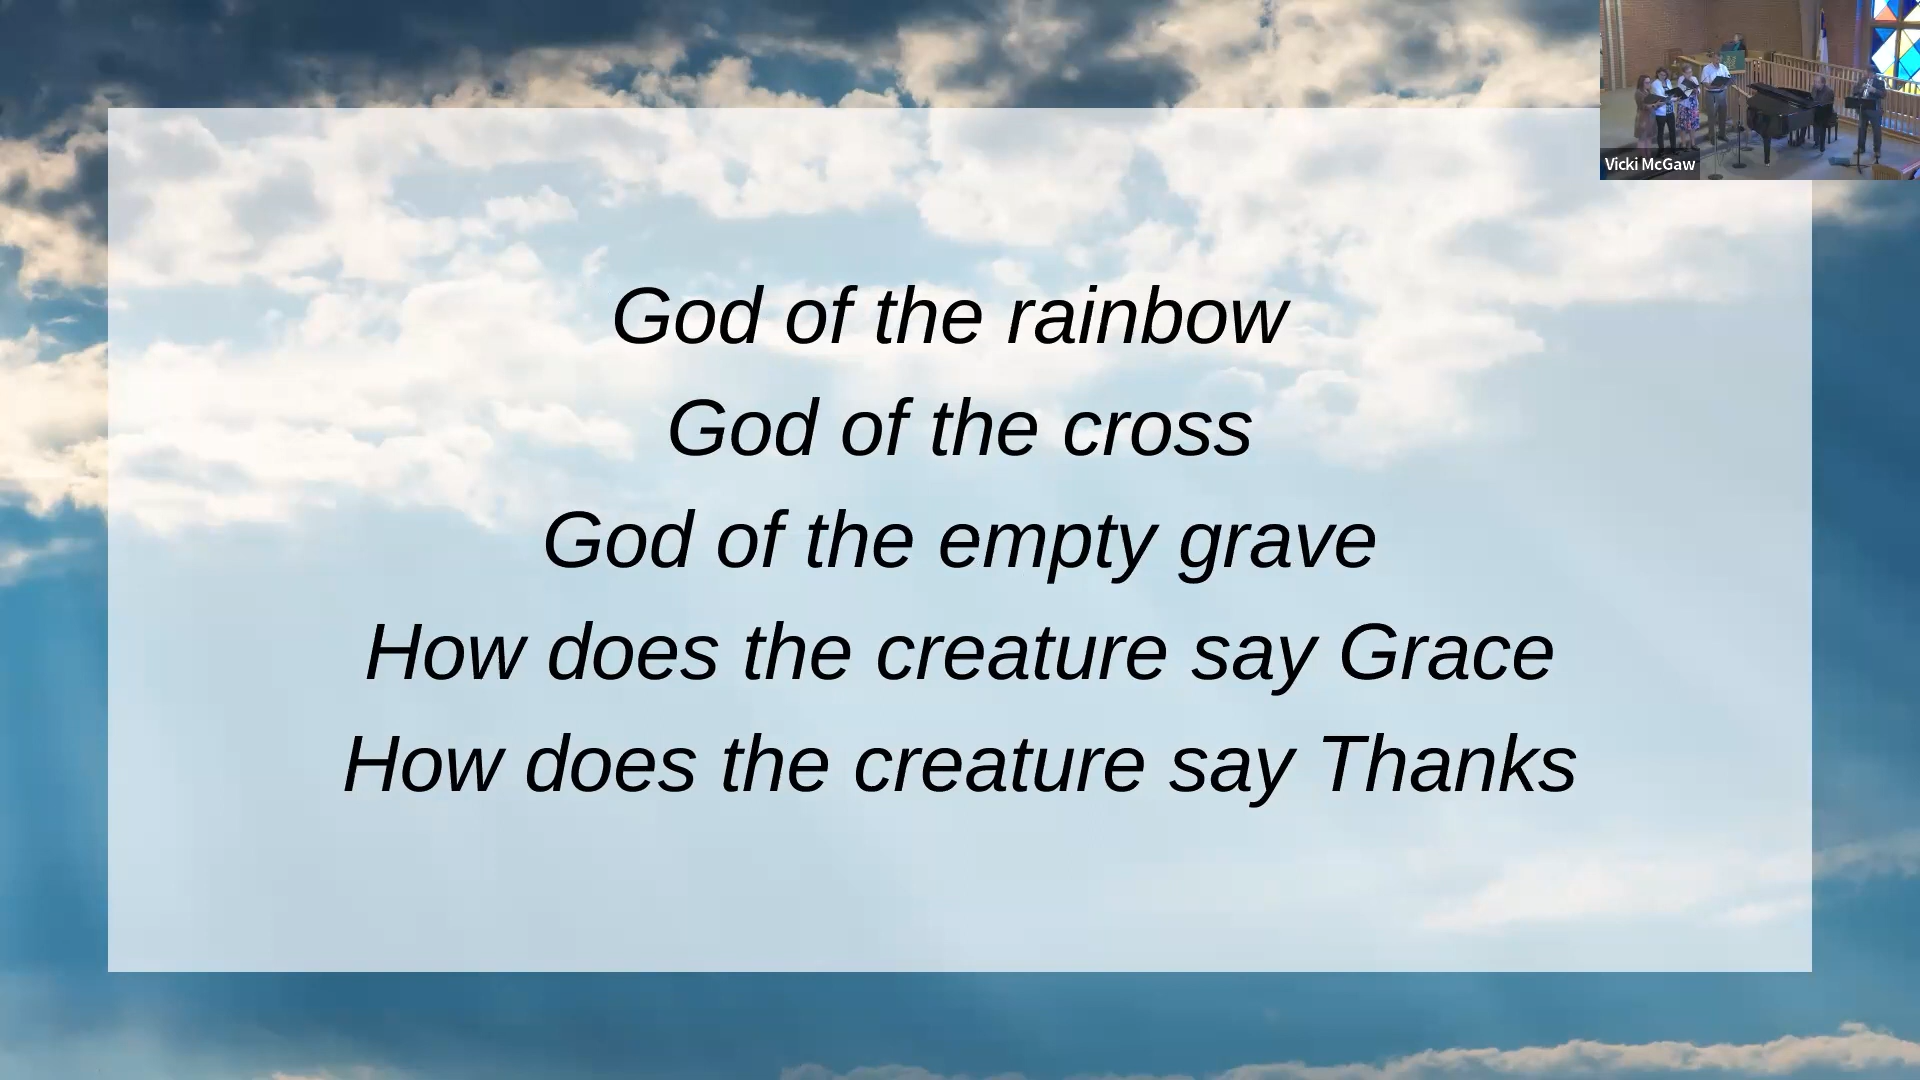 Vicki McGaw
God of the rainbow
God of the cross
God of the empty grave
How does the creature say Grace
How does the creature say Thanks